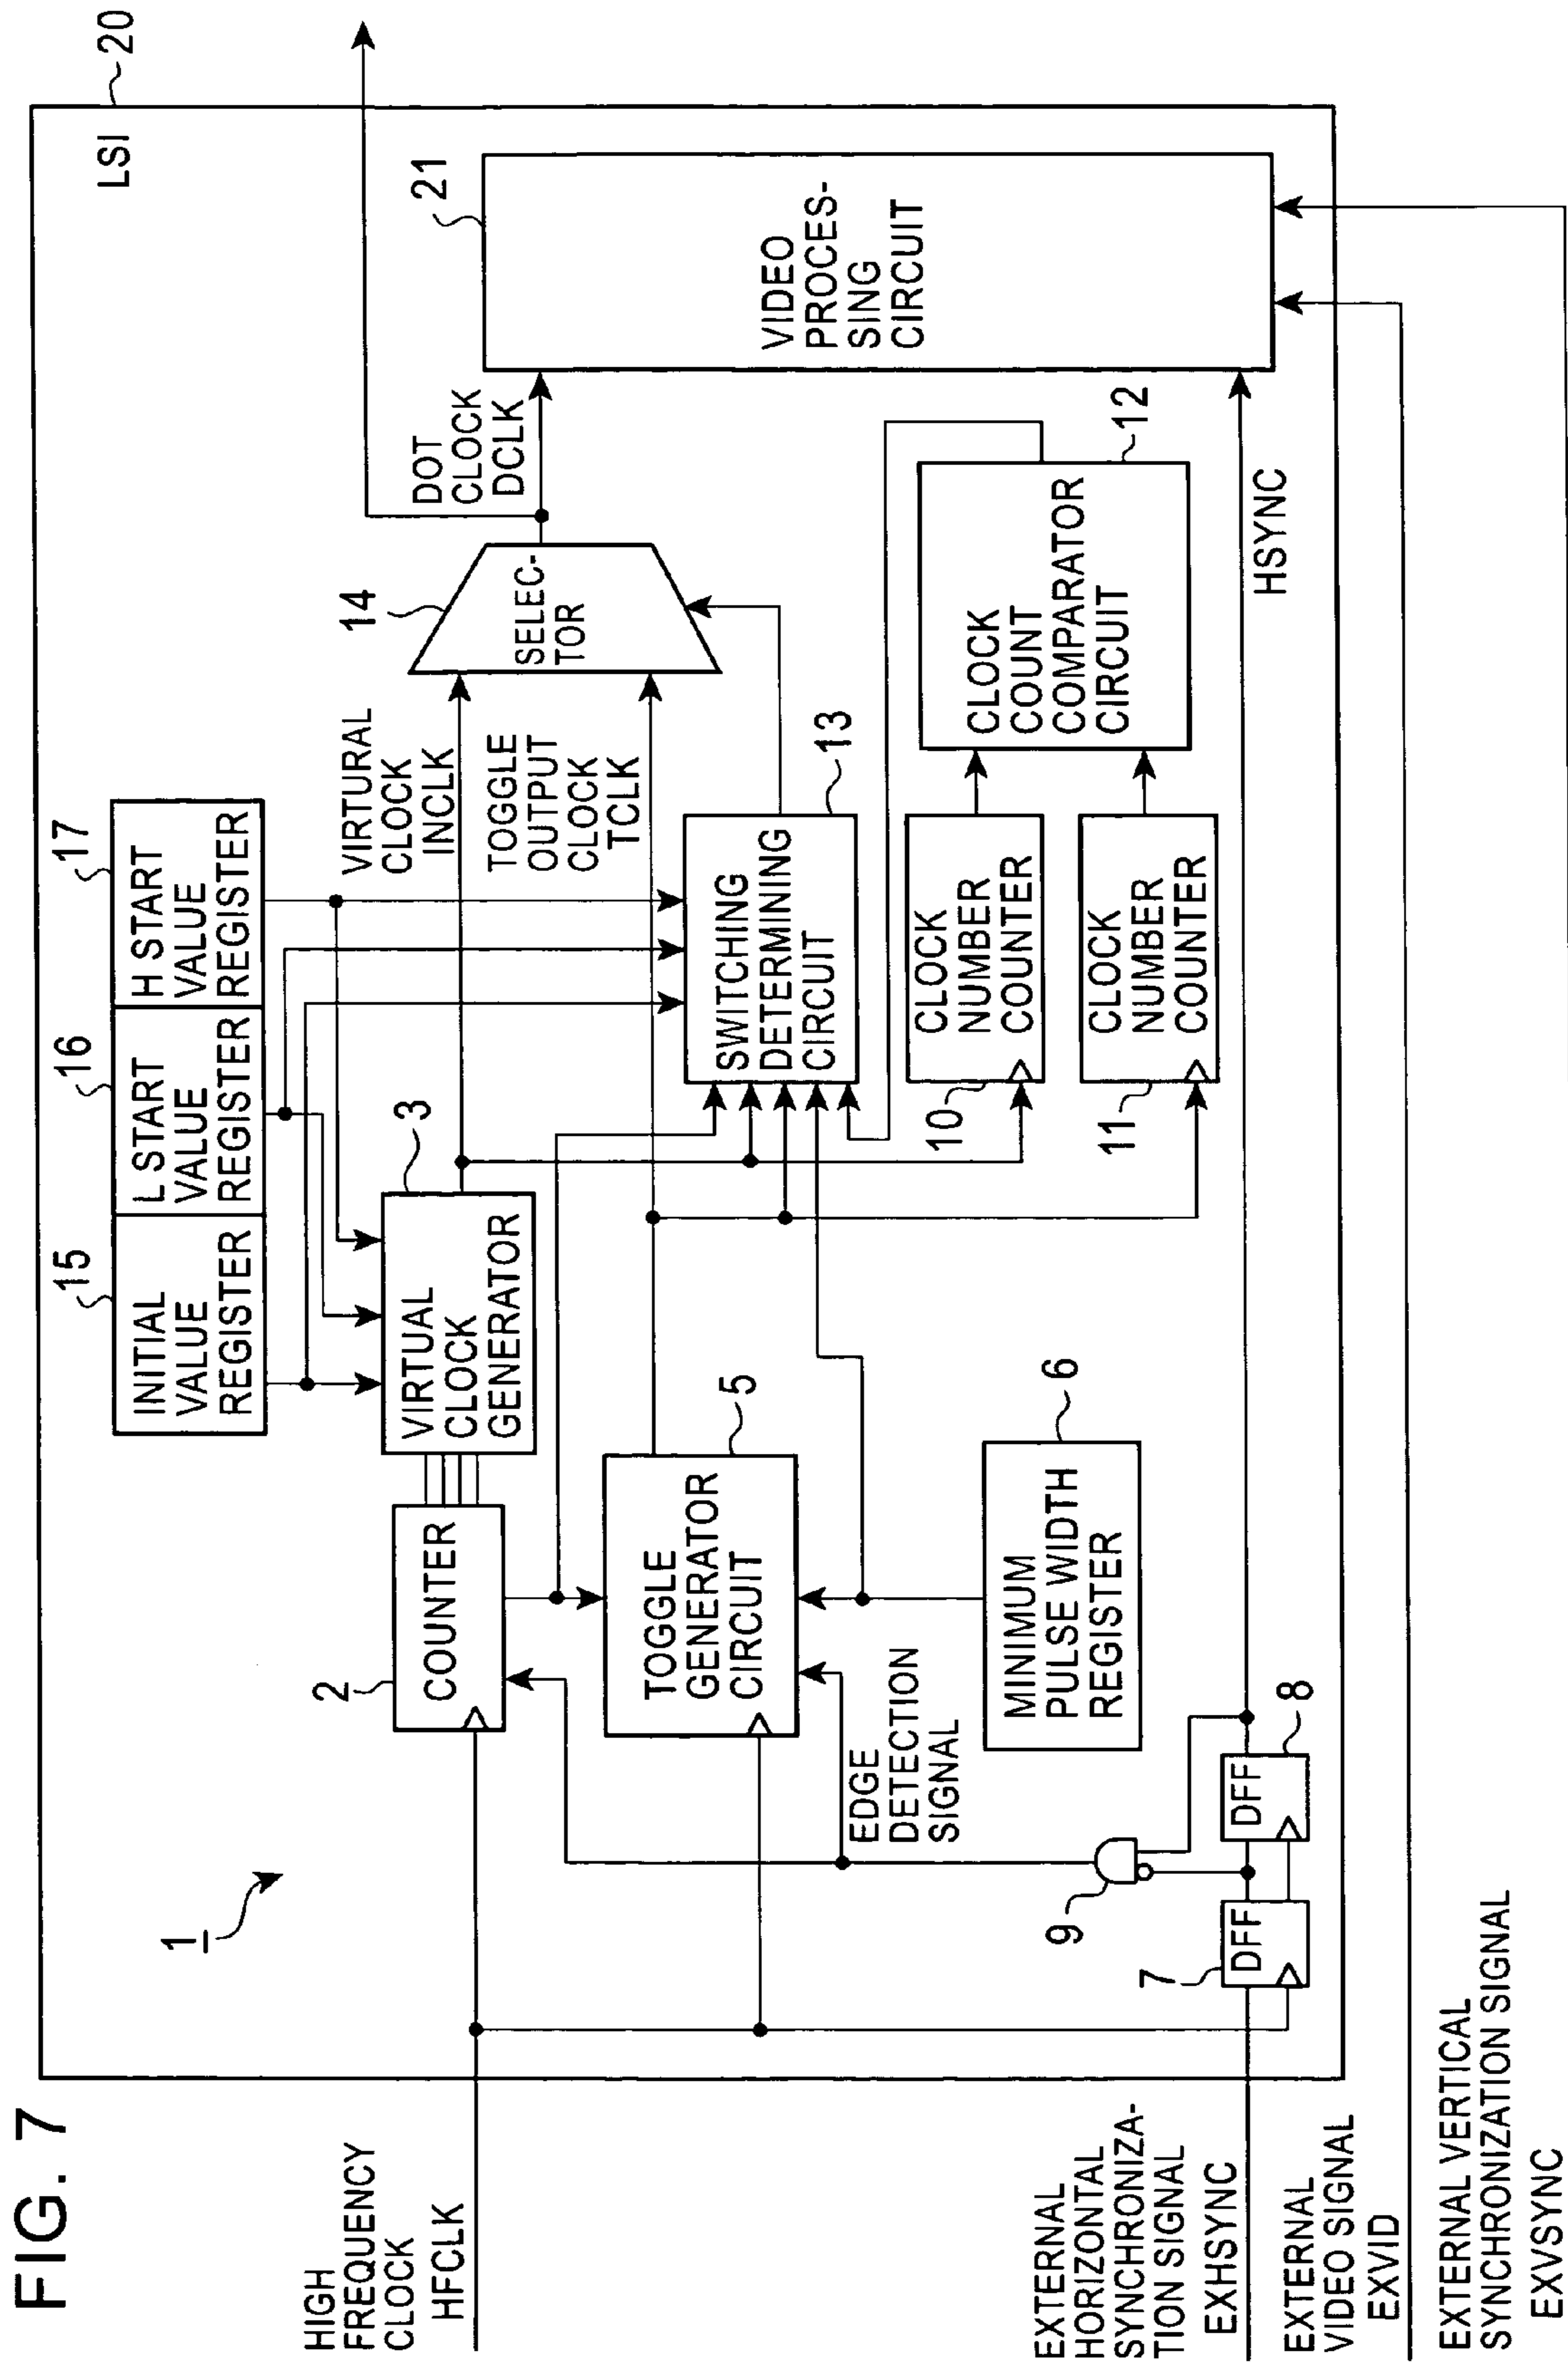 FIG. 7
1
LSI
20
HIGH
FREQUENCY
CLOCK
HFCLK
EXTERNAL
HORIZONTAL
SYNCHRONIZA-
TION SIGNAL
EXHSYNC
EXTERNAL
VIDEO SIGNAL
EXVID
EXTERNAL VERTICAL
SYNCHRONIZATION SIGNAL
EXVSYNC
15
INITIAL
VALUE
REGISTER
16
L START
VALUE
REGISTER
17
H START
VALUE
REGISTER
2
COUNTER
3
VIRTUAL
CLOCK
GENERATOR
VIRTURAL
CLOCK
INCLK
TOGGLE
OUTPUT
CLOCK
TCLK
14
SELEC-
TOR
DOT
CLOCK
DCLK
21
VIDEO
PROCES-
SING
CIRCUIT
TOGGLE
GENERATOR
CIRCUIT
5
SWITCHING
DETERMINING
CIRCUIT
13
EDGE
DETECTION
SIGNAL
MINIMUM
PULSE WIDTH
REGISTER
6
10
CLOCK
NUMBER
COUNTER
11
CLOCK
NUMBER
COUNTER
CLOCK
COUNT
COMPARATOR
CIRCUIT
12
9
7
DFF
DFF
8
HSYNC